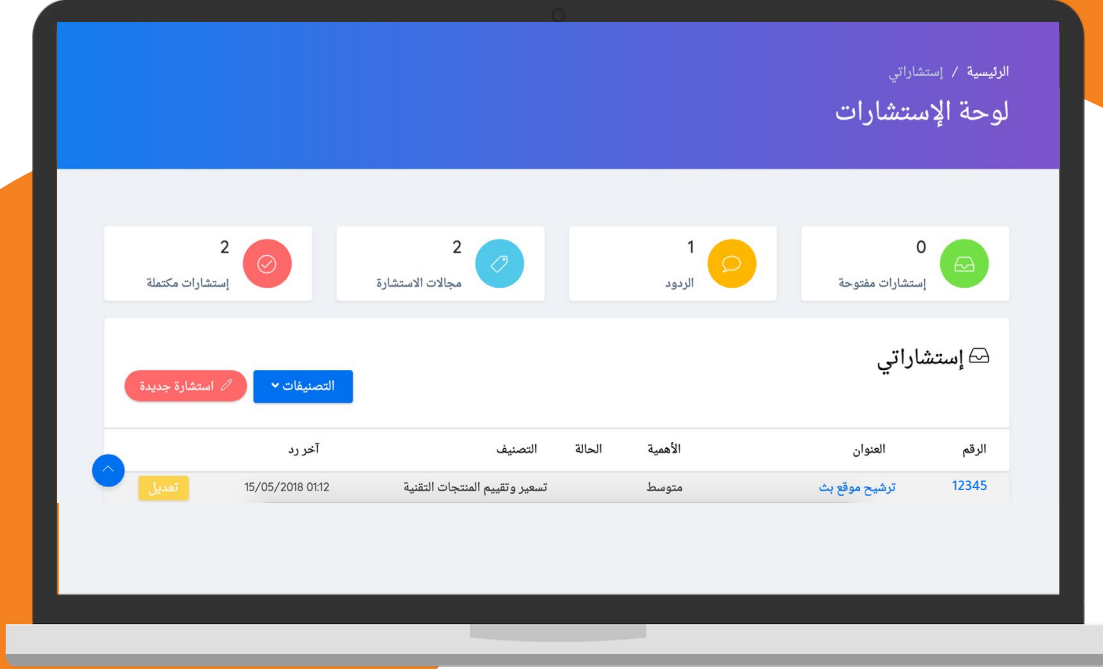 الرئيسية / إستشاراتي
لوحة الإستشارات
0
إستشارات مفتوحة
1
الردود
2
مجالات الاستشارة
2
إستشارات مكتملة
إستشاراتي
التصنيفات
استشارة جديدة
الرقم العنوان الأهمية الحالة التصنيف آخر رد
12345 ترشيح موقع بث متوسط تسعير وتقييم المنتجات التقنية 15/05/2018 01:12 تعديل